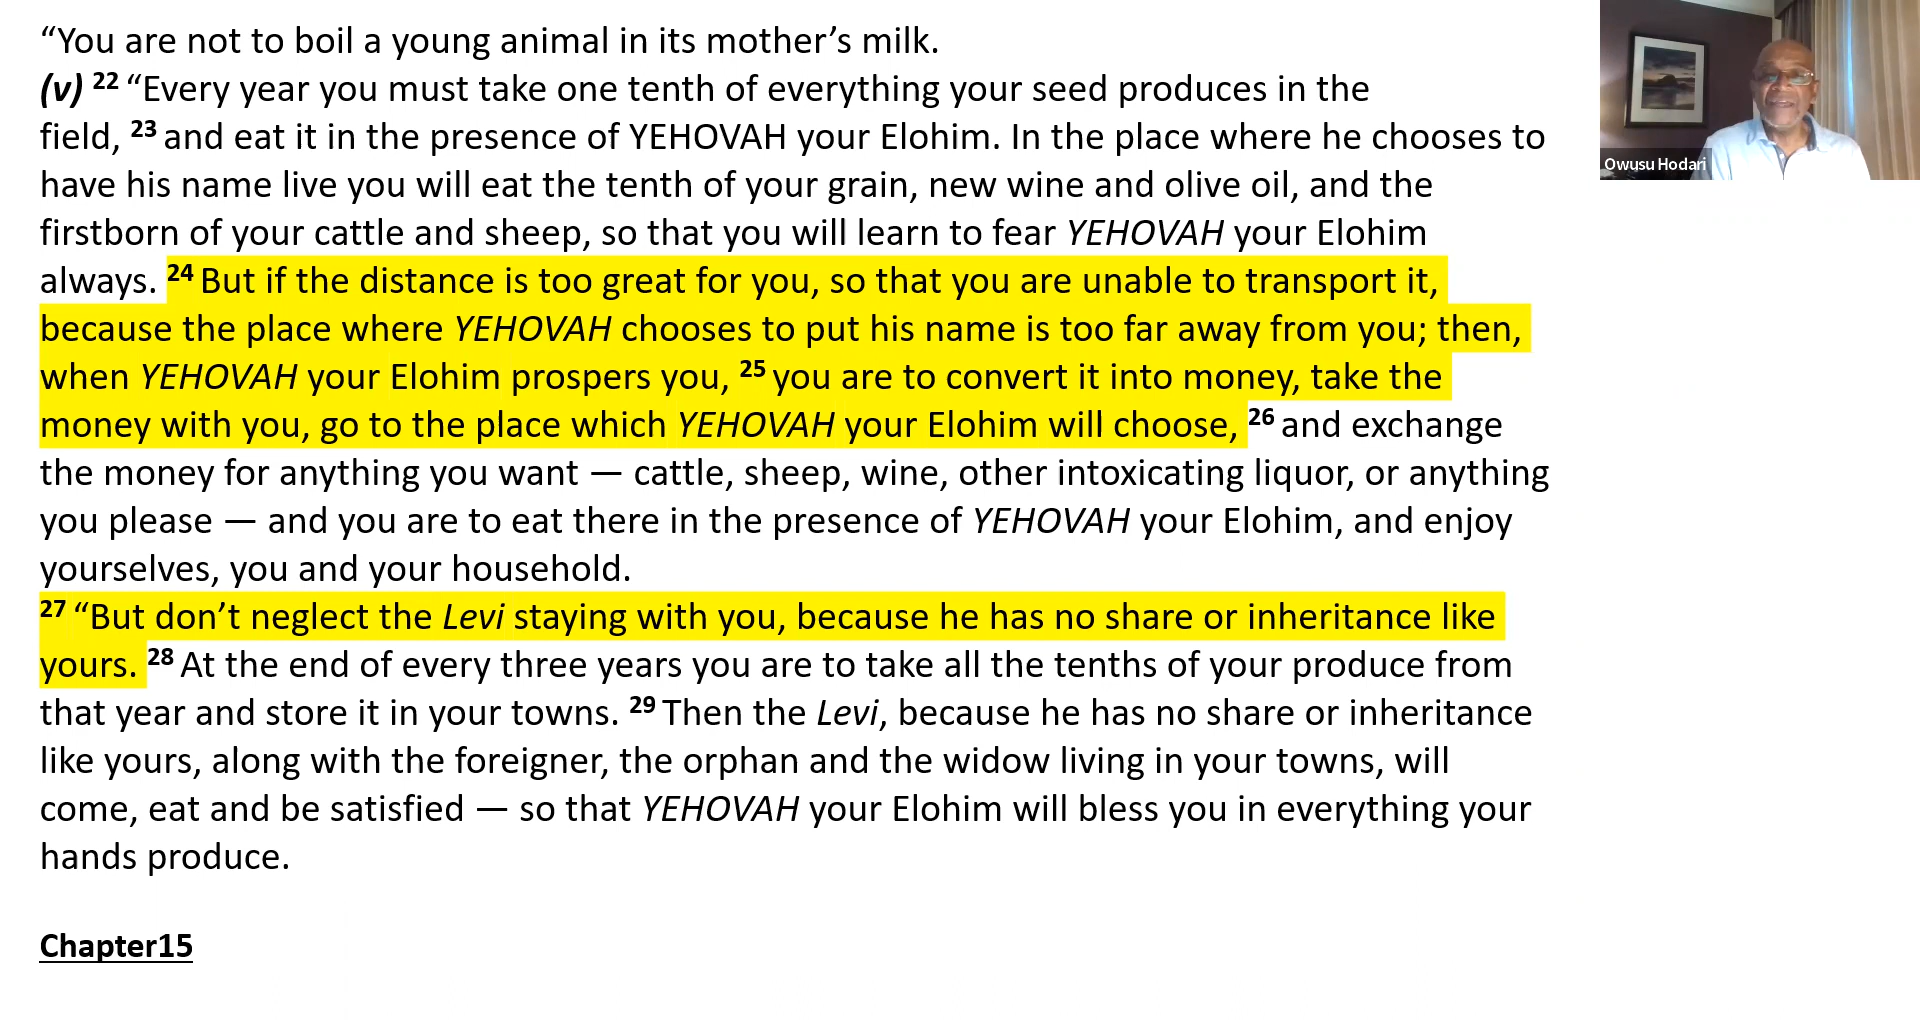 “You are not to boil a young animal in its mother’s milk.
(v) 22 “Every year you must take one tenth of everything your seed produces in the
field, 23 and eat it in the presence of YEHOVAH your Elohim. In the place where he chooses to
have his name live you will eat the tenth of your grain, new wine and olive oil, and the
firstborn of your cattle and sheep, so that you will learn to fear YEHOVAH your Elohim
always. 24 But if the distance is too great for you, so that you are unable to transport it,
because the place where YEHOVAH chooses to put his name is too far away from you; then,
when YEHOVAH your Elohim prospers you, 25 you are to convert it into money, take the
money with you, go to the place which YEHOVAH your Elohim will choose, 26 and exchange
the money for anything you want — cattle, sheep, wine, other intoxicating liquor, or anything
you please — and you are to eat there in the presence of YEHOVAH your Elohim, and enjoy
yourselves, you and your household.
27 “But don’t neglect the Levi staying with you, because he has no share or inheritance like
yours. 28 At the end of every three years you are to take all the tenths of your produce from
that year and store it in your towns. 29 Then the Levi, because he has no share or inheritance
like yours, along with the foreigner, the orphan and the widow living in your towns, will
come, eat and be satisfied — so that YEHOVAH your Elohim will bless you in everything your
hands produce.
Chapter15
Owusu Hodari